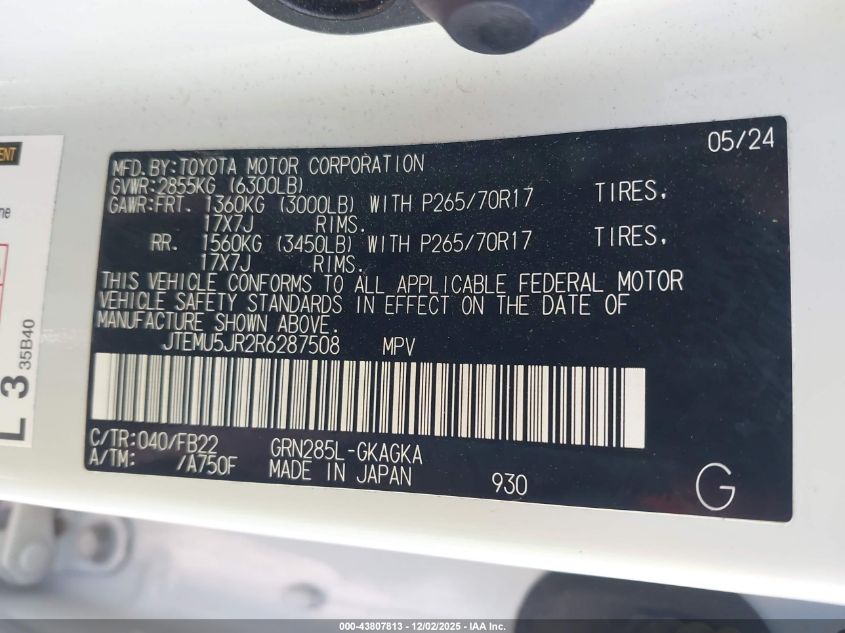 ENT
05/24
MFD.BY:TOYOTA MOTOR CORPORATION
GVWR:2855KG (6300LB)
GAWR:FRT. 1360KG (3000LB) WITH P265/70R17 TIRES,
17X7J RIMS.
RR. 1560KG (3450LB) WITH P265/70R17 TIRES,
17X7J RIMS.
THIS VEHICLE CONFORMS TO ALL APPLICABLE FEDERAL MOTOR
VEHICLE SAFETY STANDARDS IN EFFECT ON THE DATE OF
MANUFACTURE SHOWN ABOVE.
JTEMU5JR2R6287508 MPV
C/TR:040/FB22 GRN285L-GKAGKA
A/TM: /A750F MADE IN JAPAN 930
G
ne
L 3
35B40
000-43807813 - 12/02/2025 - IAA Inc.